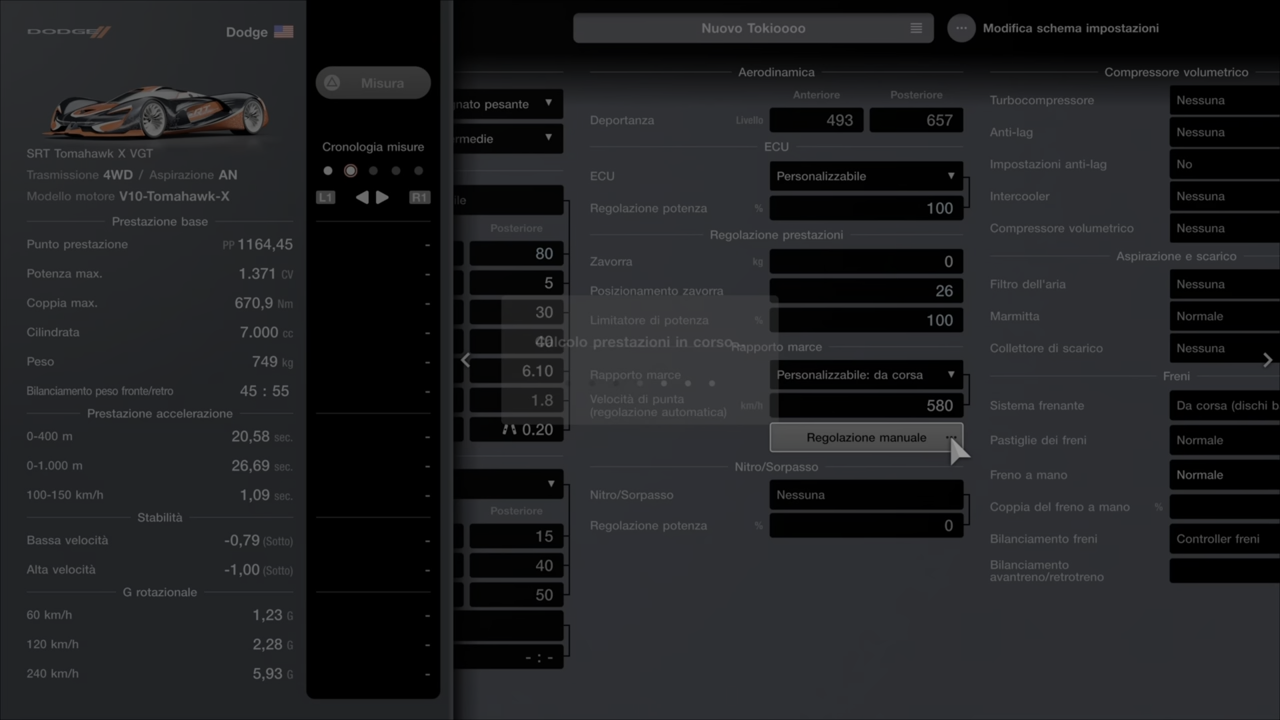 DODGE
Dodge
SRT Tomahawk X VGT
Trasmissione 4WD / Aspirazione AN
Modello motore V10-Tomahawk-X
Prestazione base
Punto prestazione PP 1164,45
Potenza max. 1.371 CV
Coppia max. 670,9 Nm
Cilindrata 7.000 cc
Peso 749 kg
Bilanciamento peso fronte/retro 45 : 55
Prestazione accelerazione
0-400 m 20,58 sec.
0-1.000 m 26,69 sec.
100-150 km/h 1,09 sec.
Stabilità
Bassa velocità -0,79 (Sotto)
Alta velocità -1,00 (Sotto)
G rotazionale
60 km/h 1,23 G
120 km/h 2,28 G
240 km/h 5,93 G
Misura
Cronologia misure
L1 R1
-
-
-
-
-
-
-
-
-
-
-
-
-
-
Nuovo Tokioooo
Modifica schema impostazioni
nato pesante
rmedie
ile
Posteriore
80
5
30
40
6.10
1.8
0.20
Posteriore
15
40
50
- : -
Calcolo prestazioni in corso...
Aerodinamica
Anteriore Posteriore
Deportanza Livello 493 657
ECU
ECU Personalizzabile
Regolazione potenza % 100
Regolazione prestazioni
Zavorra kg 0
Posizionamento zavorra 26
Limitatore di potenza % 100
Rapporto marce
Rapporto marce Personalizzabile: da corsa
Velocità di punta
(regolazione automatica) km/h 580
Regolazione manuale
Nitro/Sorpasso
Nitro/Sorpasso Nessuna
Regolazione potenza % 0
Compressore volumetrico
Turbocompressore Nessuna
Anti-lag Nessuna
Impostazioni anti-lag No
Intercooler Nessuna
Compressore volumetrico Nessuna
Aspirazione e scarico
Filtro dell'aria Nessuna
Marmitta Normale
Collettore di scarico Nessuna
Freni
Sistema frenante Da corsa (dischi b
Pastiglie dei freni Normale
Freno a mano Normale
Coppia del freno a mano %
Bilanciamento freni Controller freni
Bilanciamento
avantreno/retrotreno